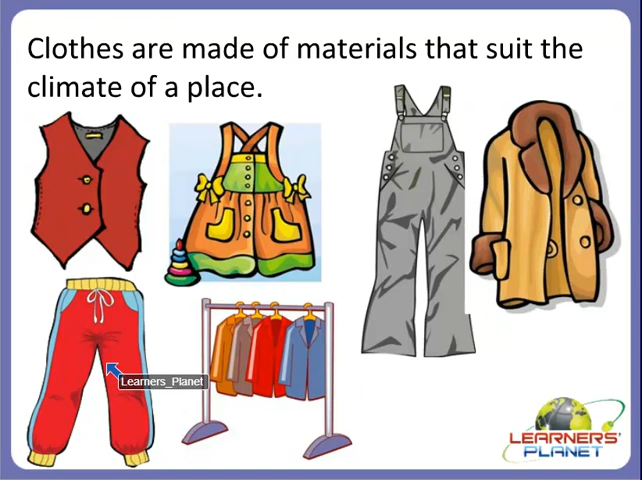 Clothes are made of materials that suit the
climate of a place.
Learners_Planet
LEARNERS'
PLANET